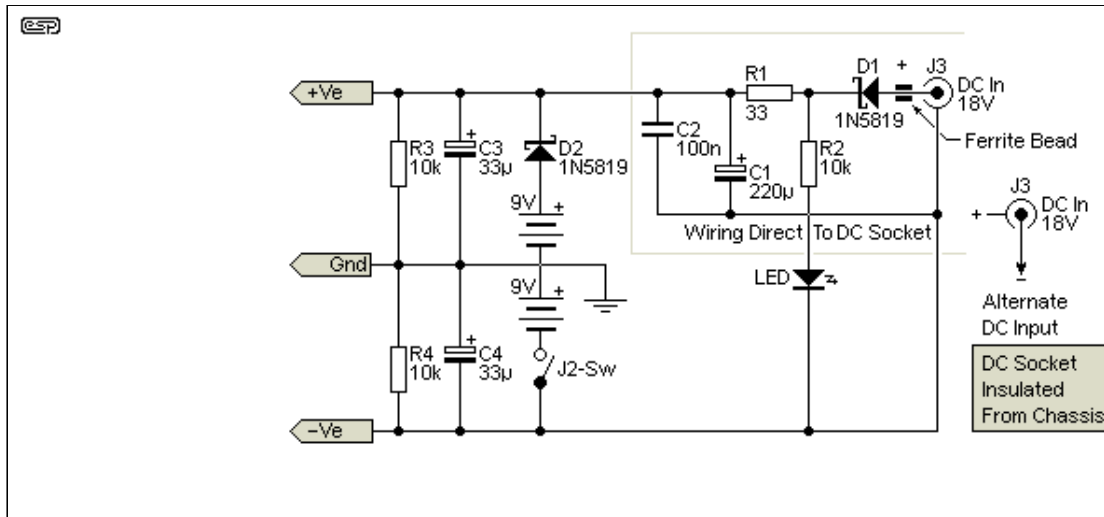 esp
D1
+
J3
DC In
18V
R1
33
1N5819
Ferrite Bead
+Ve
R3
10k
+
C3
33µ
D2
1N5819
C2
100n
+
C1
220µ
R2
10k
J3
DC In
18V
+
–
9V
+
Wiring Direct To DC Socket
Gnd
9V
+
LED
Alternate
DC Input
R4
10k
+
C4
33µ
J2-Sw
DC Socket
Insulated
From Chassis
–Ve